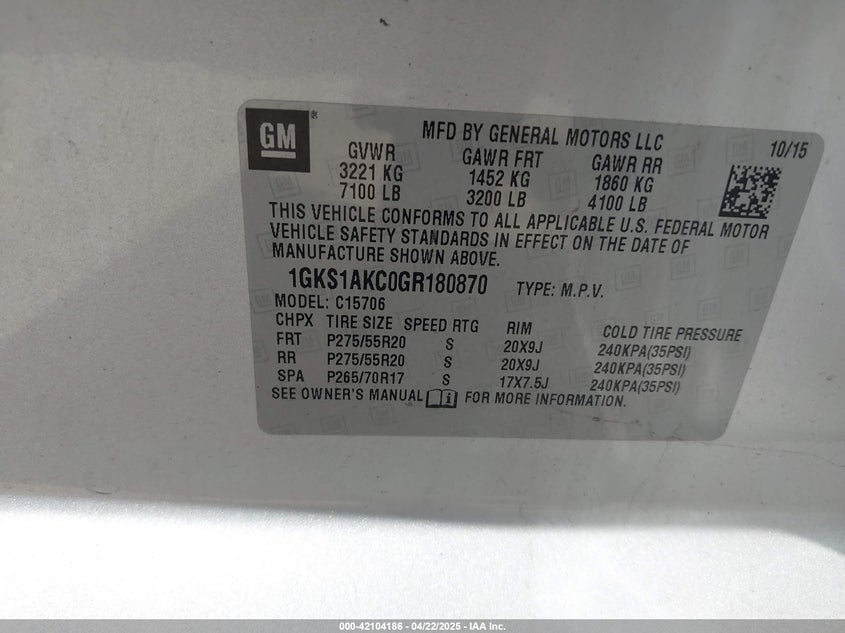 GM®
MFD BY GENERAL MOTORS LLC 10/15
GVWR GAWR FRT GAWR RR
3221 KG 1452 KG 1860 KG
7100 LB 3200 LB 4100 LB
THIS VEHICLE CONFORMS TO ALL APPLICABLE U.S. FEDERAL MOTOR
VEHICLE SAFETY STANDARDS IN EFFECT ON THE DATE OF
MANUFACTURE SHOWN ABOVE.
1GKS1AKC0GR180870 TYPE: M.P.V.
MODEL: C15706
CHPX TIRE SIZE SPEED RTG RIM COLD TIRE PRESSURE
FRT P275/55R20 S 20X9J 240KPA(35PSI)
RR P275/55R20 S 20X9J 240KPA(35PSI)
SPA P265/70R17 S 17X7.5J 240KPA(35PSI)
SEE OWNER'S MANUAL i FOR MORE INFORMATION.
000-42104186 - 04/22/2025 - IAA Inc.